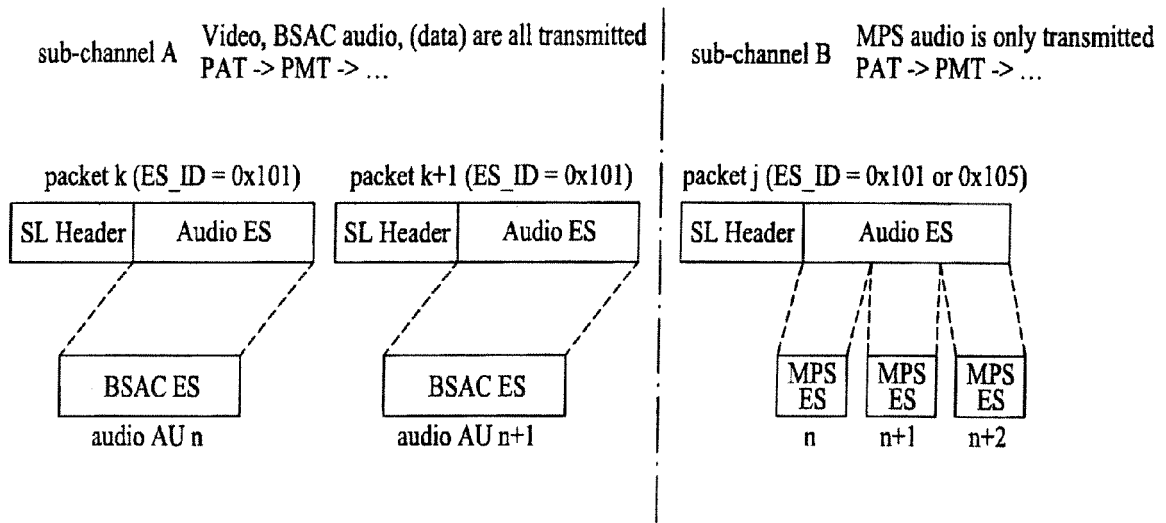 sub-channel A
Video, BSAC audio, (data) are all transmitted
PAT -> PMT -> ...
sub-channel B
MPS audio is only transmitted
PAT -> PMT -> ...
packet k (ES_ID = 0x101)
packet k+1 (ES_ID = 0x101)
packet j (ES_ID = 0x101 or 0x105)
SL Header
Audio ES
SL Header
Audio ES
SL Header
Audio ES
BSAC ES
BSAC ES
MPS
ES
MPS
ES
MPS
ES
audio AU n
audio AU n+1
n
n+1
n+2